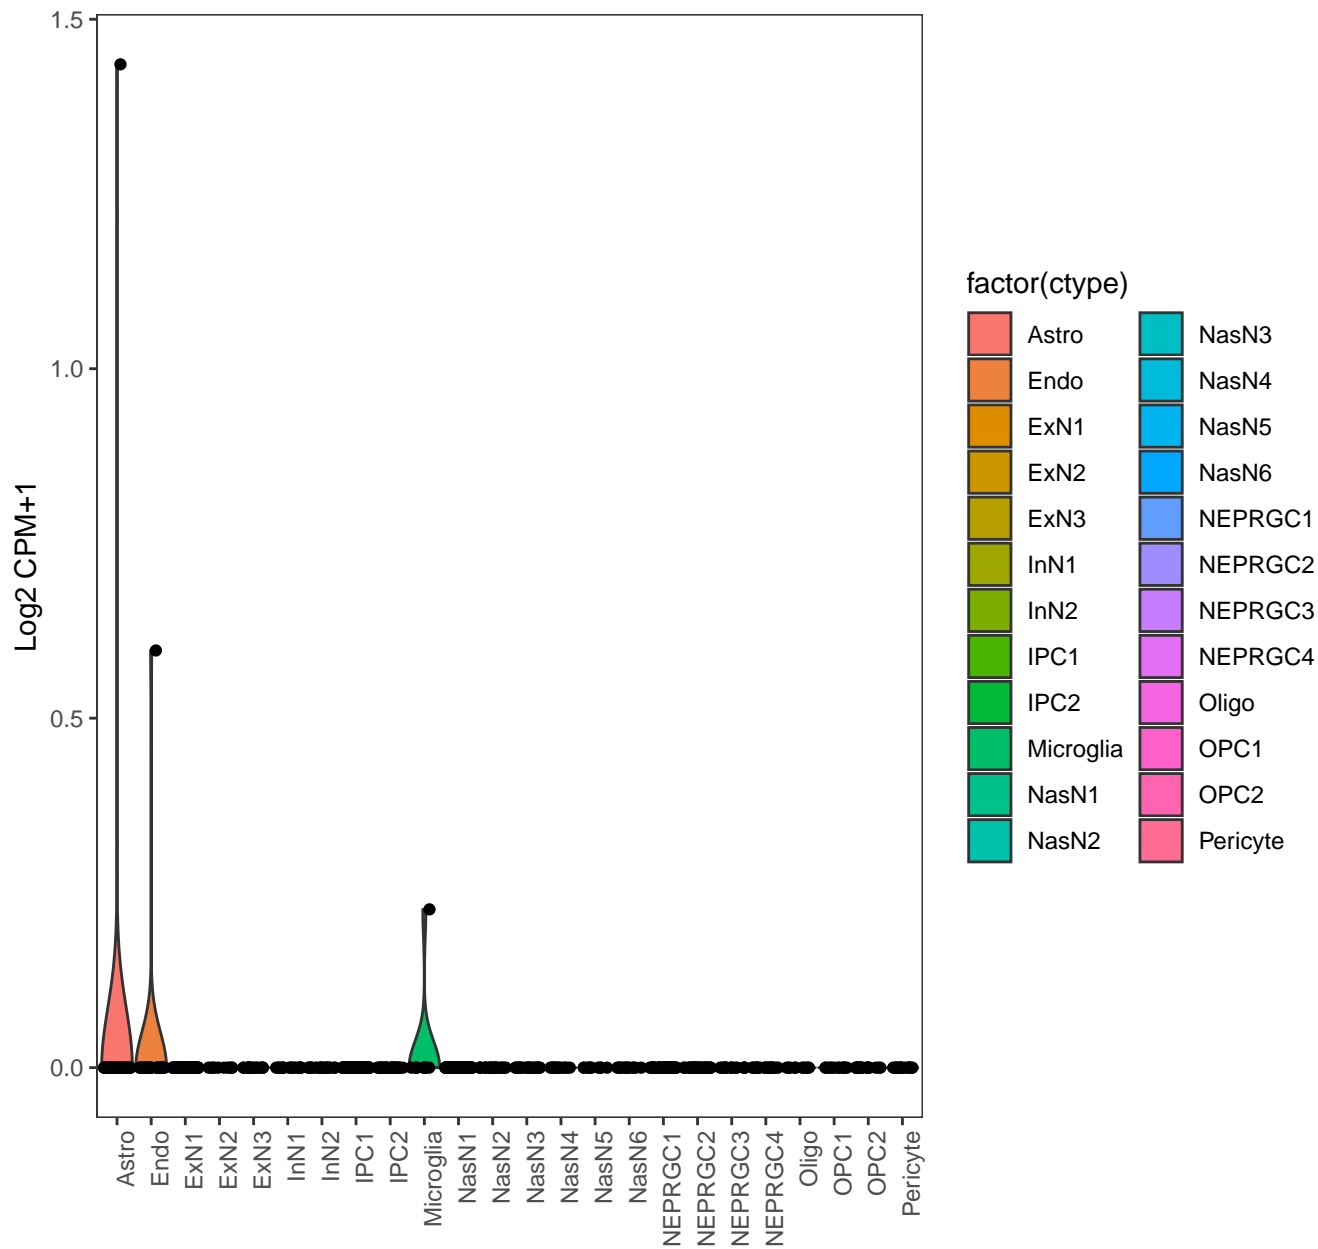 1.5
1.0
0.5
0.0
Log2 CPM+1
Astro
Endo
ExN1
ExN2
ExN3
InN1
InN2
IPC1
IPC2
Microglia
NasN1
NasN2
NasN3
NasN4
NasN5
NasN6
NEPRGC1
NEPRGC2
NEPRGC3
NEPRGC4
Oligo
OPC1
OPC2
Pericyte
factor(ctype)
Astro
Endo
ExN1
ExN2
ExN3
InN1
InN2
IPC1
IPC2
Microglia
NasN1
NasN2
NasN3
NasN4
NasN5
NasN6
NEPRGC1
NEPRGC2
NEPRGC3
NEPRGC4
Oligo
OPC1
OPC2
Pericyte